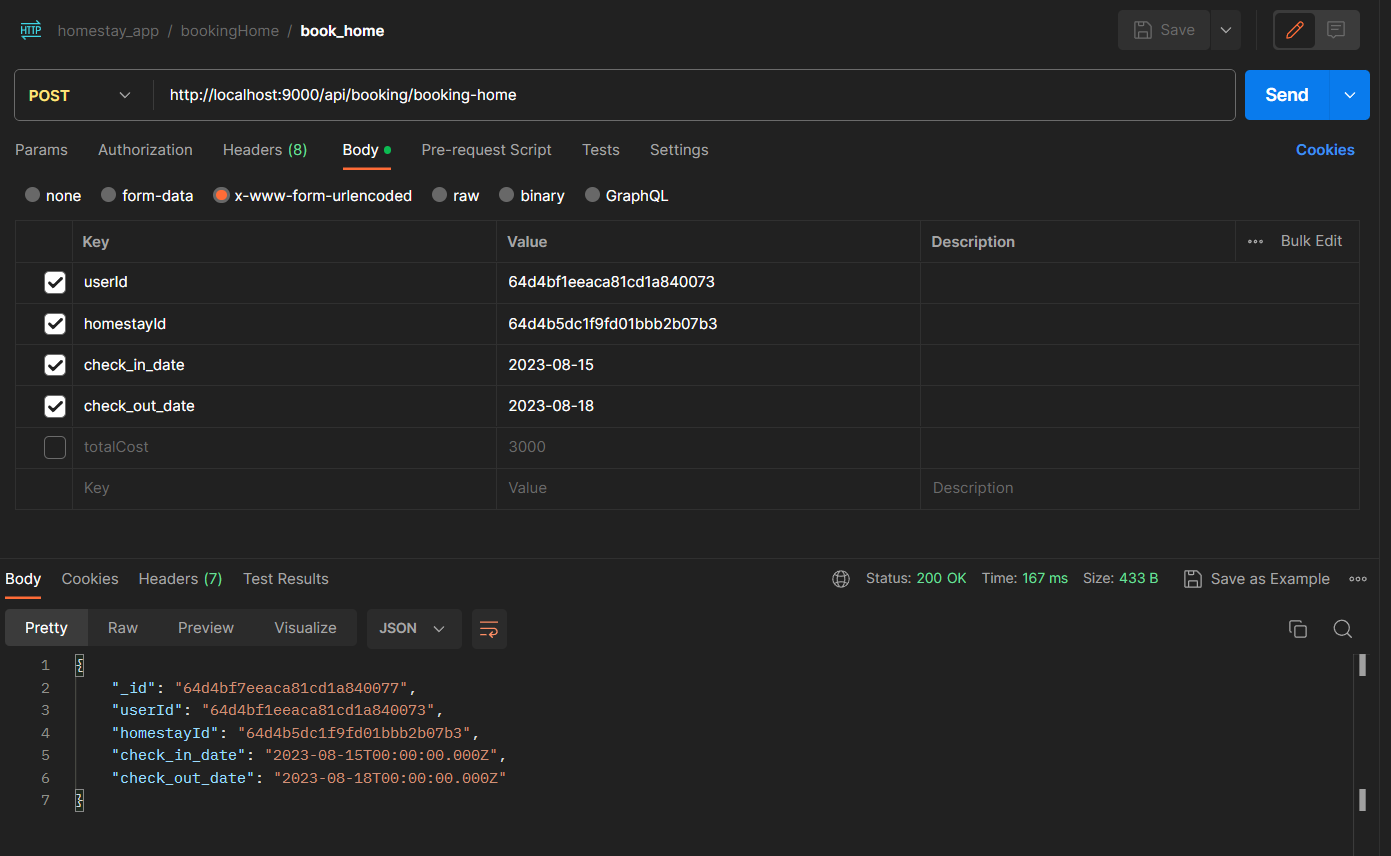 HTTP homestay_app / bookingHome / book_home Save
POST http://localhost:9000/api/booking/booking-home Send
Params Authorization Headers (8) Body Pre-request Script Tests Settings Cookies
none form-data x-www-form-urlencoded raw binary GraphQL
Key Value Description Bulk Edit
userId 64d4bf1eeaca81cd1a840073
homestayId 64d4b5dc1f9fd01bbb2b07b3
check_in_date 2023-08-15
check_out_date 2023-08-18
totalCost 3000
Key Value Description
Body Cookies Headers (7) Test Results Status: 200 OK Time: 167 ms Size: 433 B Save as Example
Pretty Raw Preview Visualize JSON
1 {
2 "_id": "64d4bf7eeaca81cd1a840077",
3 "userId": "64d4bf1eeaca81cd1a840073",
4 "homestayId": "64d4b5dc1f9fd01bbb2b07b3",
5 "check_in_date": "2023-08-15T00:00:00.000Z",
6 "check_out_date": "2023-08-18T00:00:00.000Z"
7 }